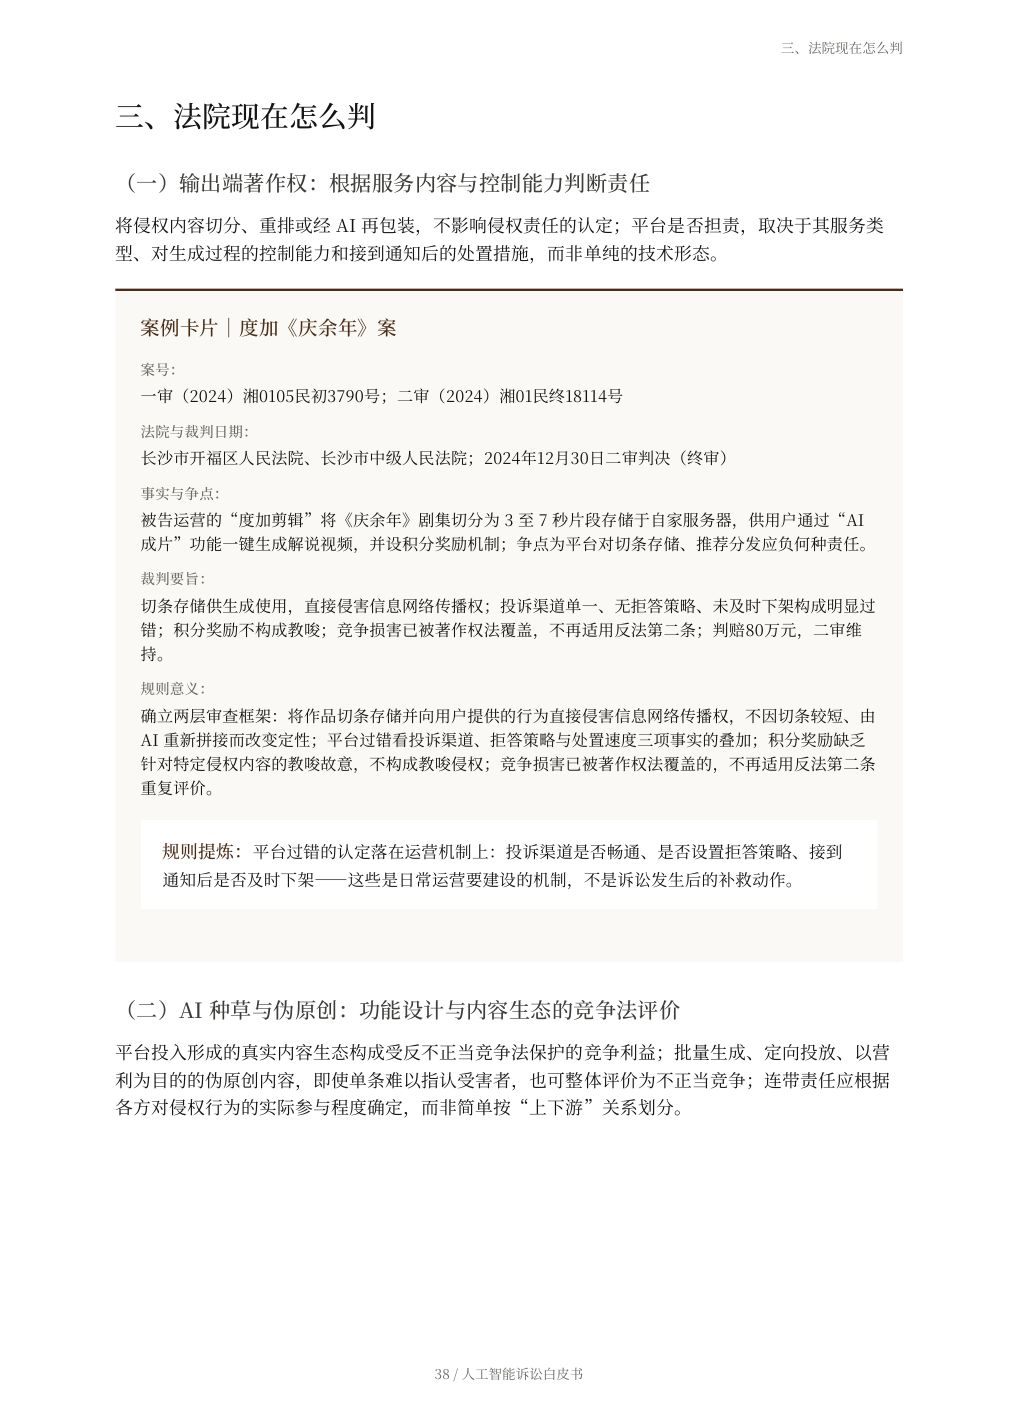 三、法院现在怎么判
三、法院现在怎么判
（一）输出端著作权：根据服务内容与控制能力判断责任
将侵权内容切分、重排或经 AI 再包装，不影响侵权责任的认定；平台是否担责，取决于其服务类
型、对生成过程的控制能力和接到通知后的处置措施，而非单纯的技术形态。
案例卡片｜度加《庆余年》案
案号：
一审（2024）湘0105民初3790号；二审（2024）湘01民终18114号
法院与裁判日期：
长沙市开福区人民法院、长沙市中级人民法院；2024年12月30日二审判决（终审）
事实与争点：
被告运营的“度加剪辑”将《庆余年》剧集切分为 3 至 7 秒片段存储于自家服务器，供用户通过“AI
成片”功能一键生成解说视频，并设积分奖励机制；争点为平台对切条存储、推荐分发应负何种责任。
裁判要旨：
切条存储供生成使用，直接侵害信息网络传播权；投诉渠道单一、无拒答策略、未及时下架构成明显过
错；积分奖励不构成教唆；竞争损害已被著作权法覆盖，不再适用反法第二条；判赔80万元，二审维
持。
规则意义：
确立两层审查框架：将作品切条存储并向用户提供的行为直接侵害信息网络传播权，不因切条较短、由
AI 重新拼接而改变定性；平台过错看投诉渠道、拒答策略与处置速度三项事实的叠加；积分奖励缺乏
针对特定侵权内容的教唆故意，不构成教唆侵权；竞争损害已被著作权法覆盖的，不再适用反法第二条
重复评价。
规则提炼：平台过错的认定落在运营机制上：投诉渠道是否畅通、是否设置拒答策略、接到
通知后是否及时下架——这些是日常运营要建设的机制，不是诉讼发生后的补救动作。
（二）AI 种草与伪原创：功能设计与内容生态的竞争法评价
平台投入形成的真实内容生态构成受反不正当竞争法保护的竞争利益；批量生成、定向投放、以营
利为目的的伪原创内容，即使单条难以指认受害者，也可整体评价为不正当竞争；连带责任应根据
各方对侵权行为的实际参与程度确定，而非简单按“上下游”关系划分。
38 / 人工智能诉讼白皮书